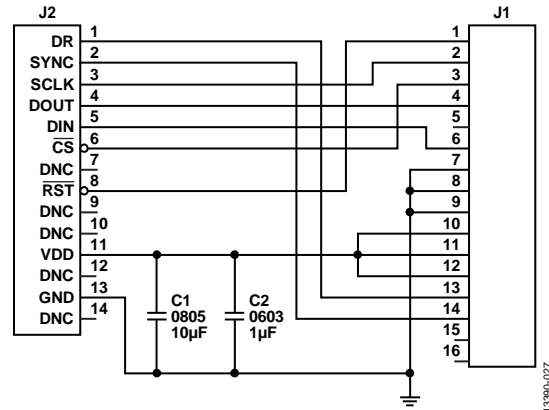 J2
DR 1
SYNC 2
SCLK 3
DOUT 4
DIN 5
CS 6
DNC 7
RST 8
DNC 9
DNC 10
VDD 11
DNC 12
GND 13
DNC 14
C1
0805
10µF
C2
0603
1µF
J1
1
2
3
4
5
6
7
8
9
10
11
12
13
14
15
16
13390-027